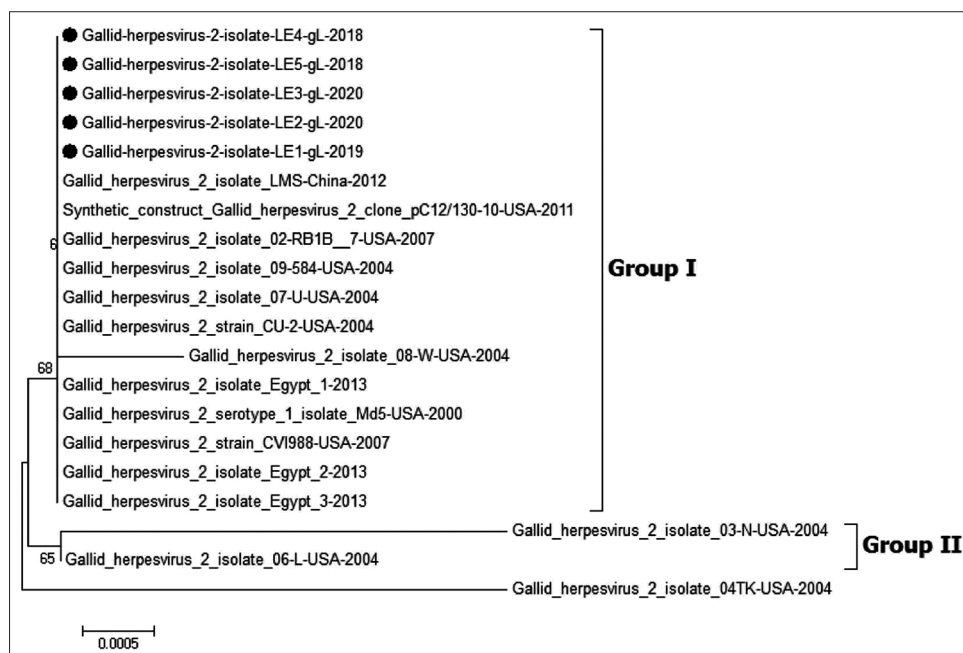 Gallid-herpesvirus-2-isolate-LE4-gL-2018
Gallid-herpesvirus-2-isolate-LE5-gL-2018
Gallid-herpesvirus-2-isolate-LE3-gL-2020
Gallid-herpesvirus-2-isolate-LE2-gL-2020
Gallid-herpesvirus-2-isolate-LE1-gL-2019
Gallid_herpesvirus_2_isolate_LMS-China-2012
Synthetic_construct_Gallid_herpesvirus_2_clone_pC12/130-10-USA-2011
6
Gallid_herpesvirus_2_isolate_02-RB1B__7-USA-2007
Gallid_herpesvirus_2_isolate_09-584-USA-2004
Group I
Gallid_herpesvirus_2_isolate_07-U-USA-2004
Gallid_herpesvirus_2_strain_CU-2-USA-2004
Gallid_herpesvirus_2_isolate_08-W-USA-2004
68
Gallid_herpesvirus_2_isolate_Egypt_1-2013
Gallid_herpesvirus_2_serotype_1_isolate_Md5-USA-2000
Gallid_herpesvirus_2_strain_CVI988-USA-2007
Gallid_herpesvirus_2_isolate_Egypt_2-2013
Gallid_herpesvirus_2_isolate_Egypt_3-2013
Gallid_herpesvirus_2_isolate_03-N-USA-2004
Group II
65
Gallid_herpesvirus_2_isolate_06-L-USA-2004
Gallid_herpesvirus_2_isolate_04TK-USA-2004
0.0005